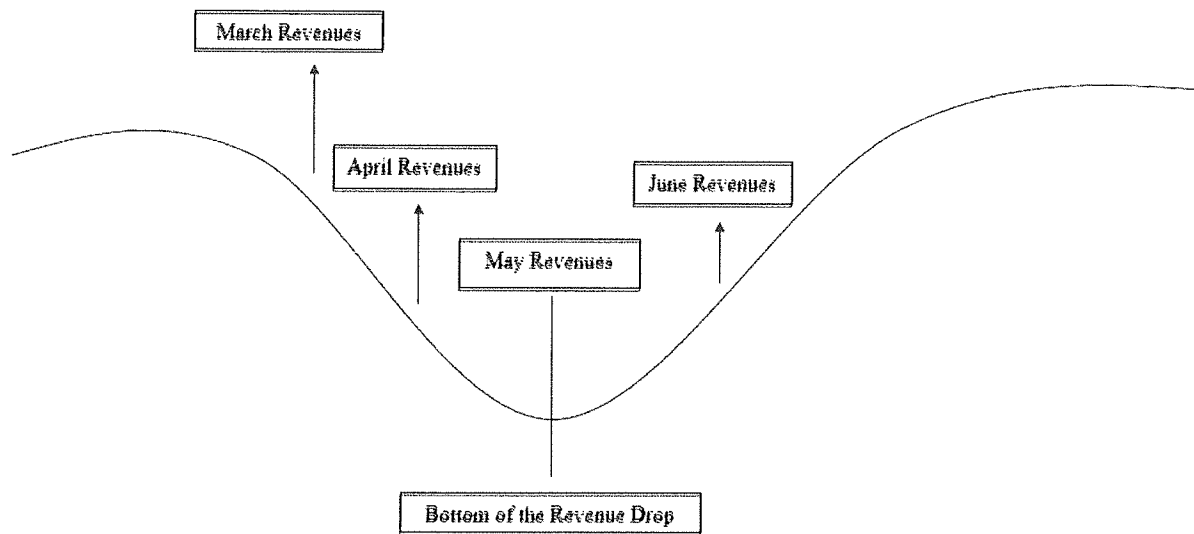 March Revenues
April Revenues
June Revenues
May Revenues
Bottom of the Revenue Drop